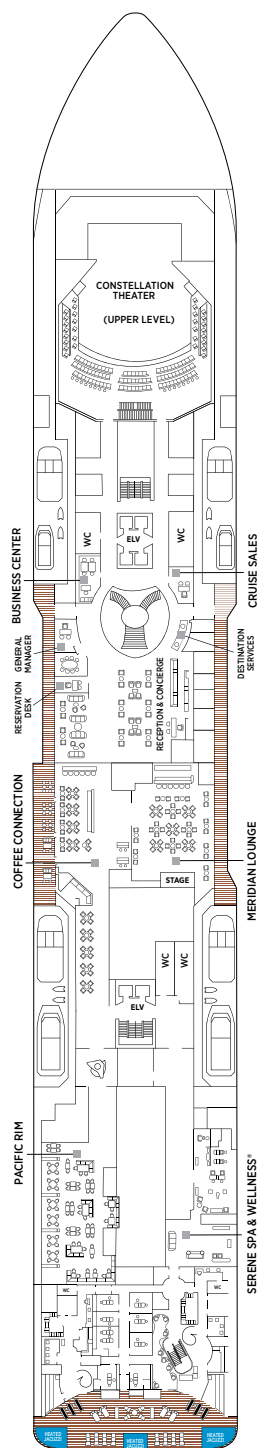 CONSTELLATION
THEATER
(UPPER LEVEL)
BUSINESS CENTER
WC
ELV
WC
CRUISE SALES
GENERAL
MANAGER
RESERVATION
DESK
RECEPTION & CONCIERGE
DESTINATION
SERVICES
COFFEE CONNECTION
STAGE
MERIDIAN LOUNGE
WC
WC
ELV
PACIFIC RIM
SERENE SPA & WELLNESS®
WC
WC
HEATED
JACUZZI
HEATED
JACUZZI
HEATED
JACUZZI